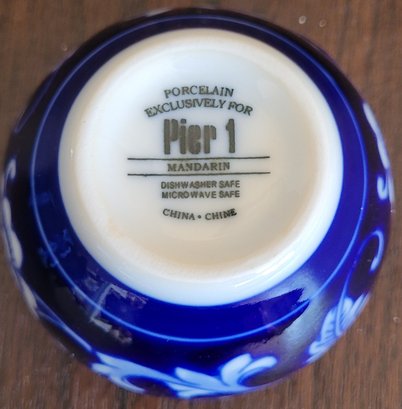 PORCELAIN
EXCLUSIVELY FOR
Pier 1
MANDARIN
DISHWASHER SAFE
MICROWAVE SAFE
CHINA • CHINE